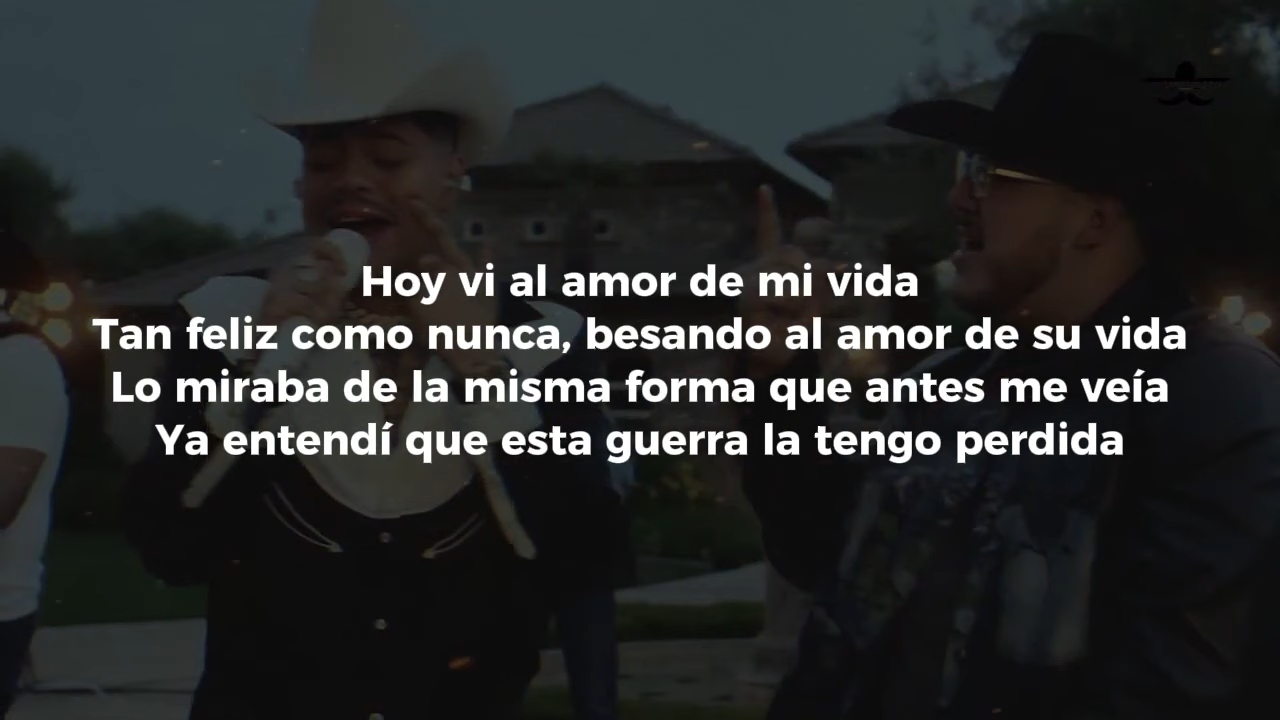 Hoy vi al amor de mi vida
Tan feliz como nunca, besando al amor de su vida
Lo miraba de la misma forma que antes me veía
Ya entendí que esta guerra la tengo perdida